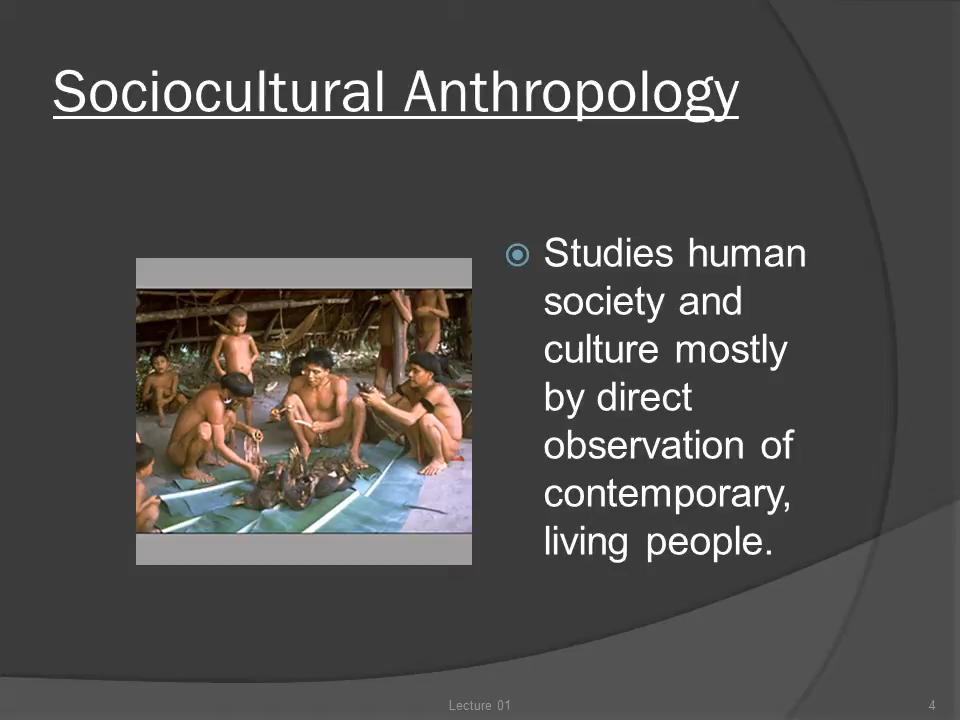 Sociocultural Anthropology
Studies human
society and
culture mostly
by direct
observation of
contemporary,
living people.
Lecture 01
4